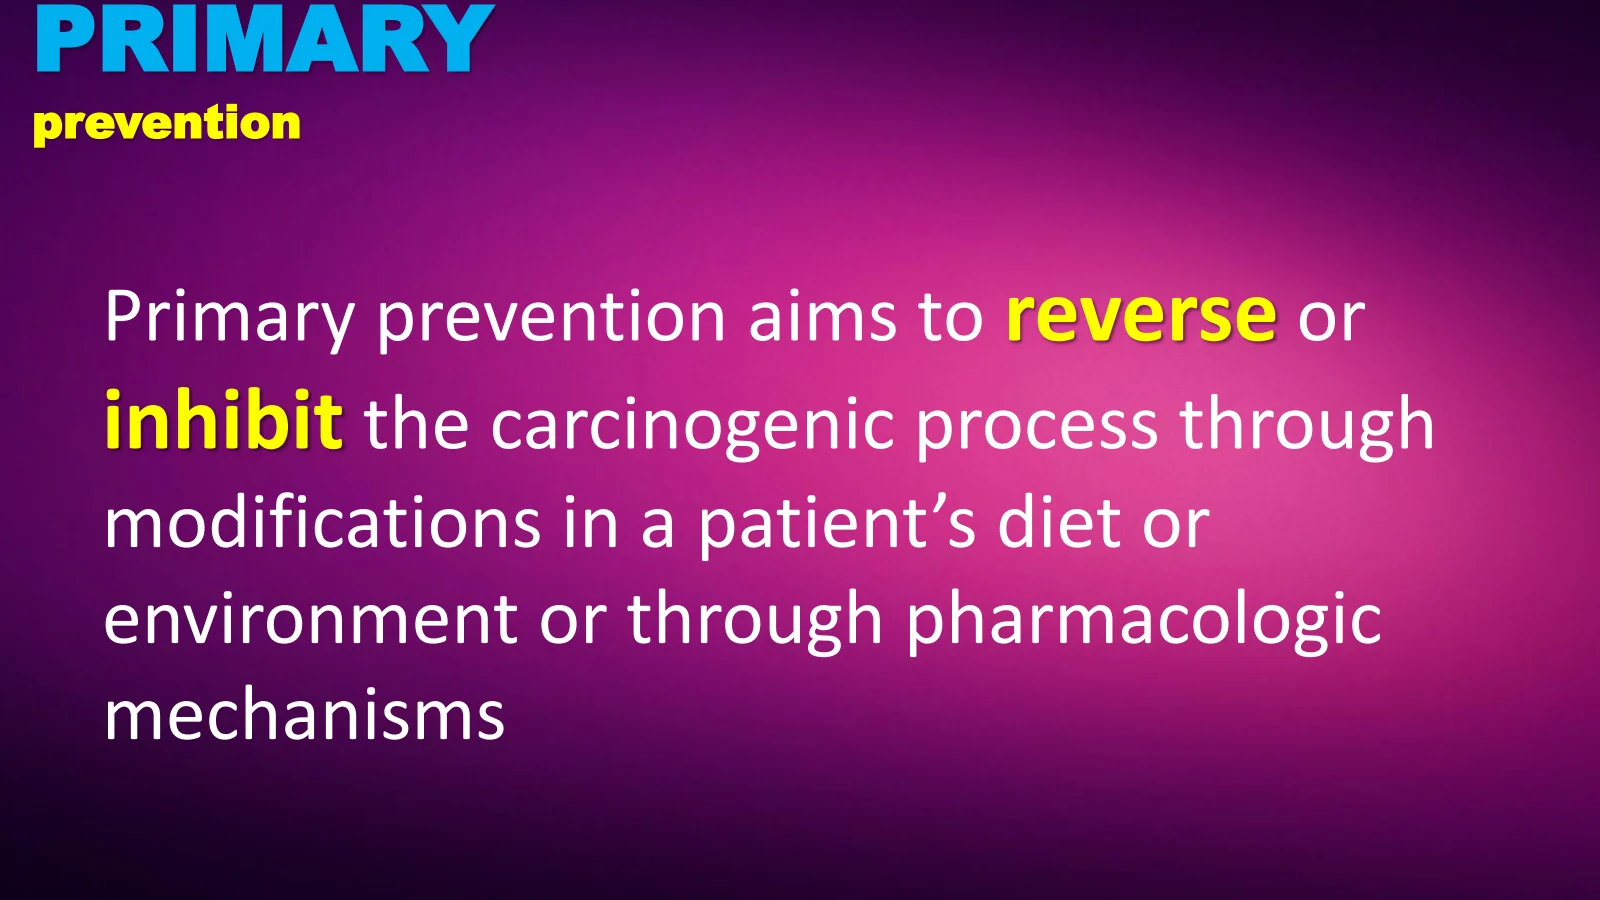 PRIMARY
prevention
Primary prevention aims to reverse or
inhibit the carcinogenic process through
modifications in a patient’s diet or
environment or through pharmacologic
mechanisms